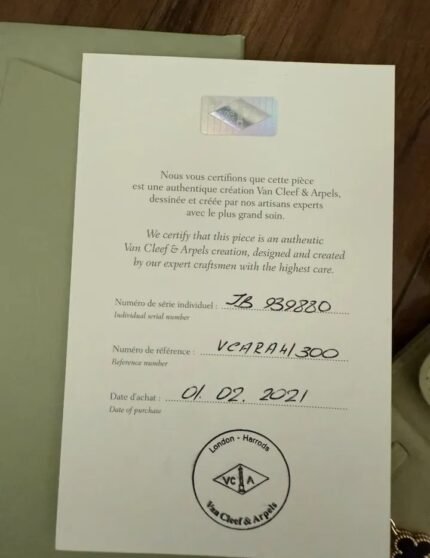 Nous vous certifions que cette pièce
est une authentique création Van Cleef & Arpels,
dessinée et créée par nos artisans experts
avec le plus grand soin.
We certify that this piece is an authentic
Van Cleef & Arpels creation, designed and created
by our expert craftsmen with the highest care.
Numéro de série individuel : JB 939880
Individual serial number
Numéro de référence : VCARA41300
Reference number
Date d'achat : 01. 02. 2021
Date of purchase
London - Harrods
VC A
Van Cleef & Arpels